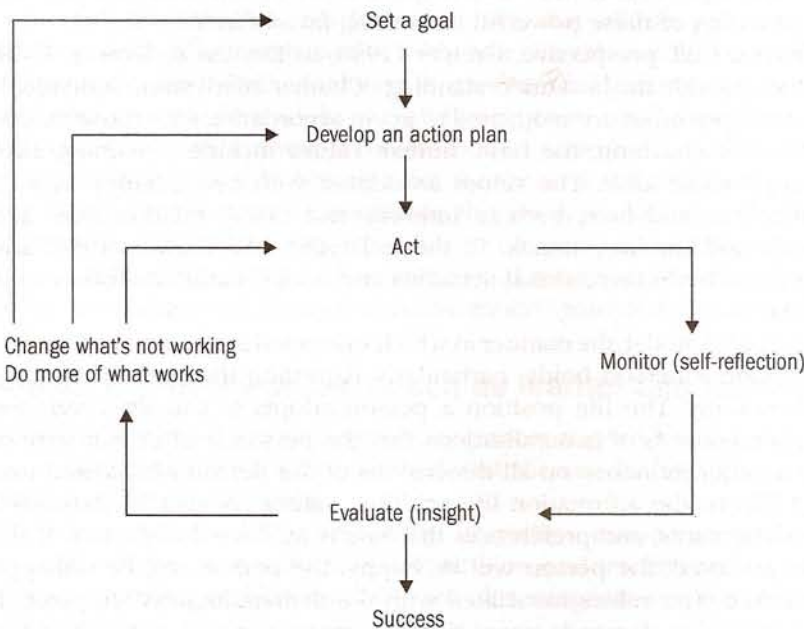 Set a goal
Develop an action plan
Act
Change what's not working
Do more of what works
Monitor (self-reflection)
Evaluate (insight)
Success